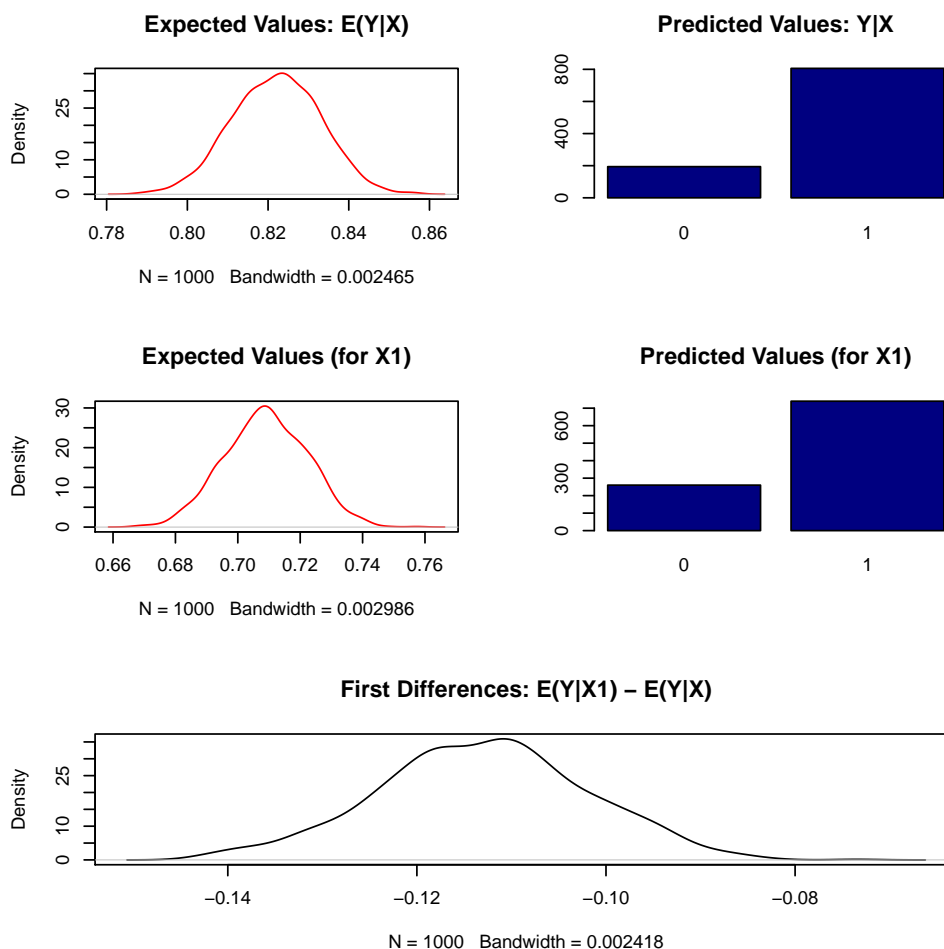 Expected Values: E(Y|X)
Density
0 10 25
0.78 0.80 0.82 0.84 0.86
N = 1000 Bandwidth = 0.002465
Predicted Values: Y|X
0 400 800
0 1
Expected Values (for X1)
Density
0 10 20 30
0.66 0.68 0.70 0.72 0.74 0.76
N = 1000 Bandwidth = 0.002986
Predicted Values (for X1)
0 300 600
0 1
First Differences: E(Y|X1) − E(Y|X)
Density
0 10 25
−0.14 −0.12 −0.10 −0.08
N = 1000 Bandwidth = 0.002418